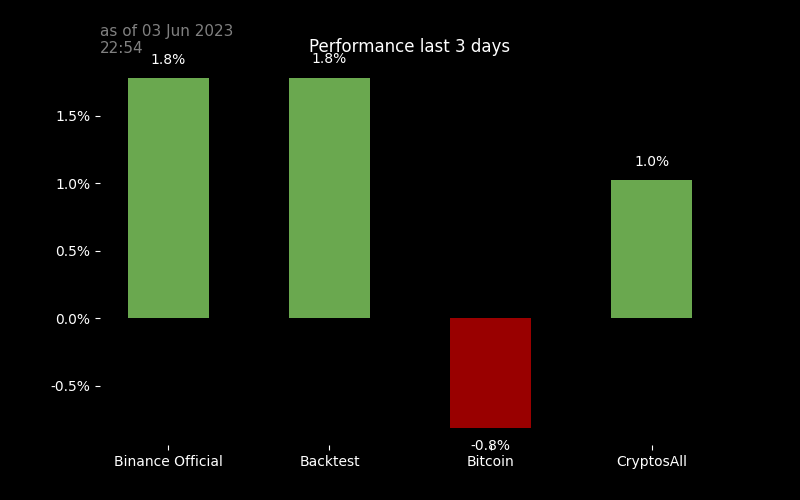 as of 03 Jun 2023
22:54
Performance last 3 days
1.8%
1.8%
1.5%
1.0%
1.0%
0.5%
0.0%
-0.5%
-0.8%
Binance Official
Backtest
Bitcoin
CryptosAll